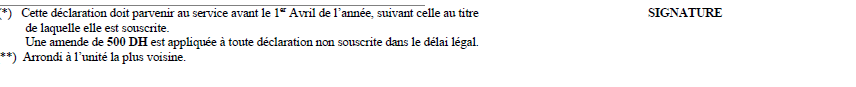 (*) Cette déclaration doit parvenir au service avant le 1er Avril de l'année, suivant celle au titre
SIGNATURE
de laquelle elle est souscrite.
Une amende de 500 DH est appliquée à toute déclaration non souscrite dans le délai légal.
**) Arrondi à l'unité la plus voisine.